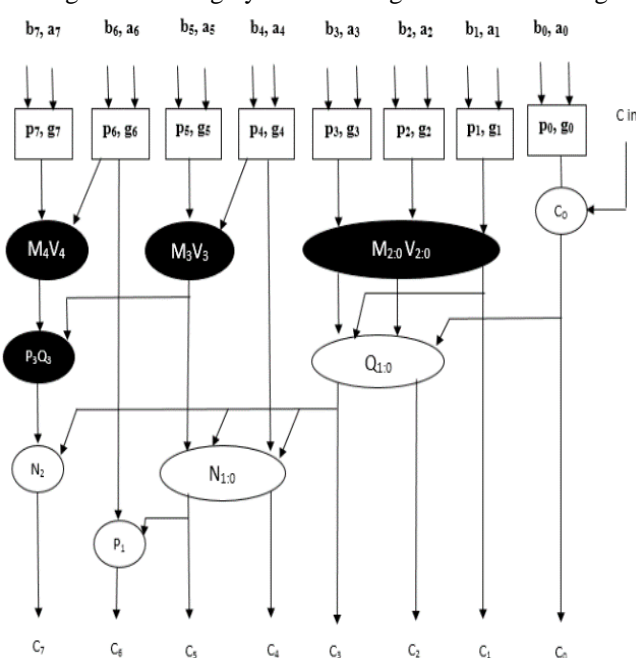 b₇, a₇ b₆, a₆ b₅, a₅ b₄, a₄ b₃, a₃ b₂, a₂ b₁, a₁ b₀, a₀
p₇, g₇ p₆, g₆ p₅, g₅ p₄, g₄ p₃, g₃ p₂, g₂ p₁, g₁ p₀, g₀ C in
C₀
M₄V₄ M₃V₃ M₂:₀ V₂:₀
P₃Q₃ Q₁:₀
N₂ N₁:₀
P₁
C₇ C₆ C₅ C₄ C₃ C₂ C₁ C₀